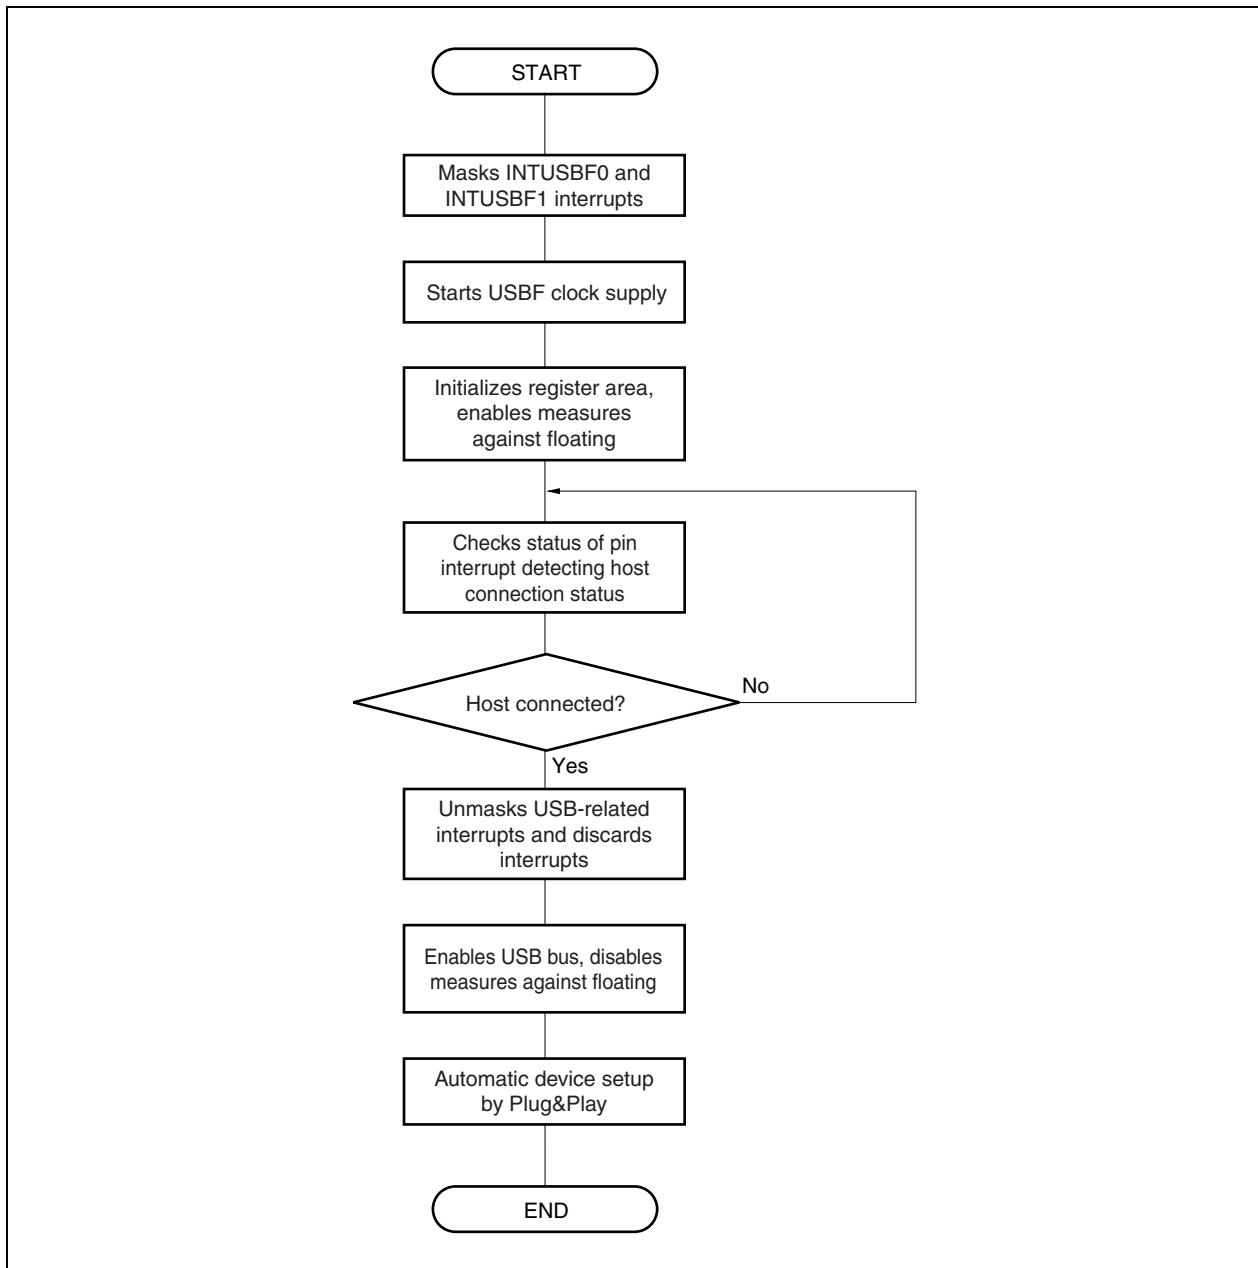 START
Masks INTUSBF0 and
INTUSBF1 interrupts
Starts USBF clock supply
Initializes register area,
enables measures
against floating
Checks status of pin
interrupt detecting host
connection status
Host connected?
No
Yes
Unmasks USB-related
interrupts and discards
interrupts
Enables USB bus, disables
measures against floating
Automatic device setup
by Plug&Play
END